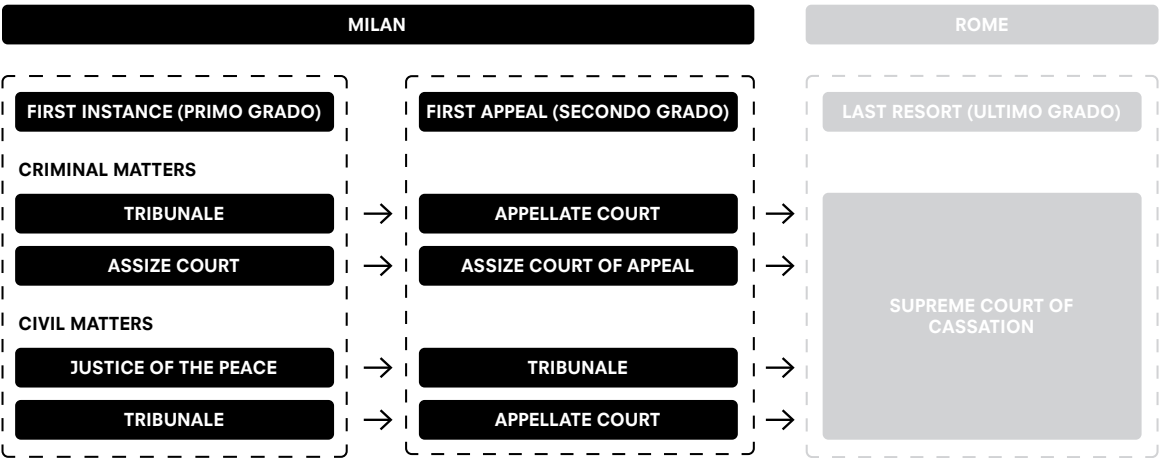 MILAN
ROME
FIRST INSTANCE (PRIMO GRADO)
FIRST APPEAL (SECONDO GRADO)
LAST RESORT (ULTIMO GRADO)
CRIMINAL MATTERS
TRIBUNALE
APPELLATE COURT
ASSIZE COURT
ASSIZE COURT OF APPEAL
SUPREME COURT OF
CASSATION
CIVIL MATTERS
JUSTICE OF THE PEACE
TRIBUNALE
TRIBUNALE
APPELLATE COURT